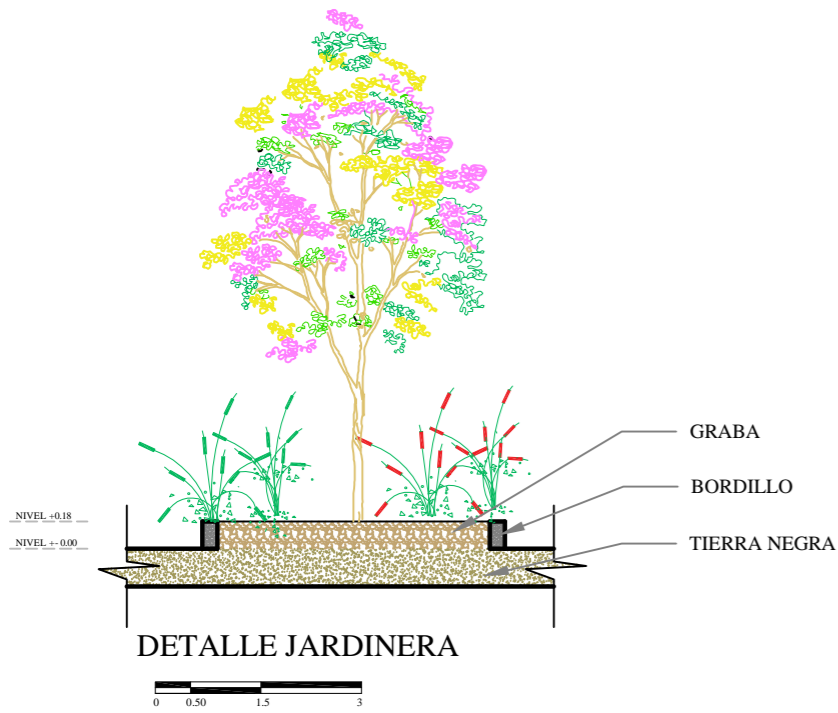 GRABA
BORDILLO
NIVEL +0.18
NIVEL +- 0.00
TIERRA NEGRA
DETALLE JARDINERA
0 0.50 1.5 3